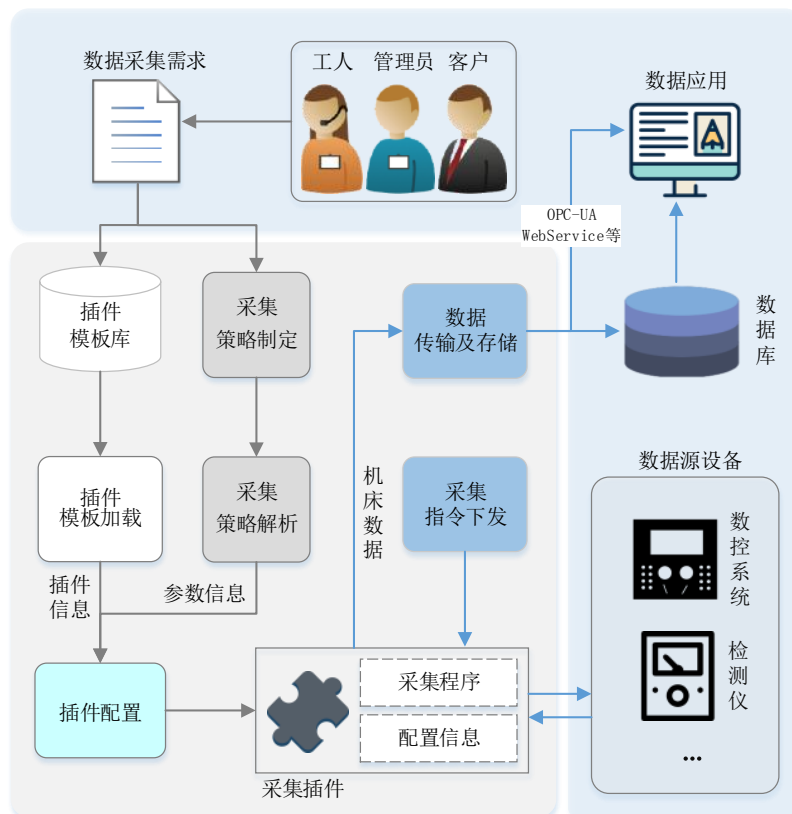 数据采集需求
工人 管理员 客户
数据应用
OPC-UA
WebService等
插件
模板库
采集
策略制定
数据
传输及存储
数据库
插件
模板加载
采集
策略解析
机床数据
采集
指令下发
数据源设备
数控系统
检测仪
...
插件
信息
参数信息
插件配置
采集程序
配置信息
采集插件